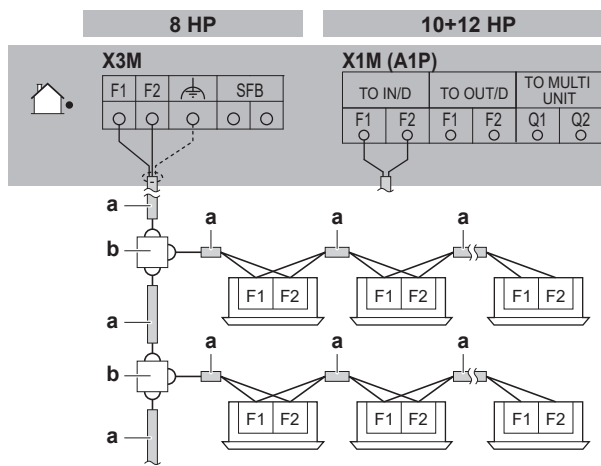 8 HP 10+12 HP
X3M X1M (A1P)
F1 F2 SFB
TO IN/D TO OUT/D TO MULTI UNIT
F1 F2 F1 F2 Q1 Q2
a
a a a
b
F1 F2 F1 F2 F1 F2
a
a a a
b
F1 F2 F1 F2 F1 F2
a